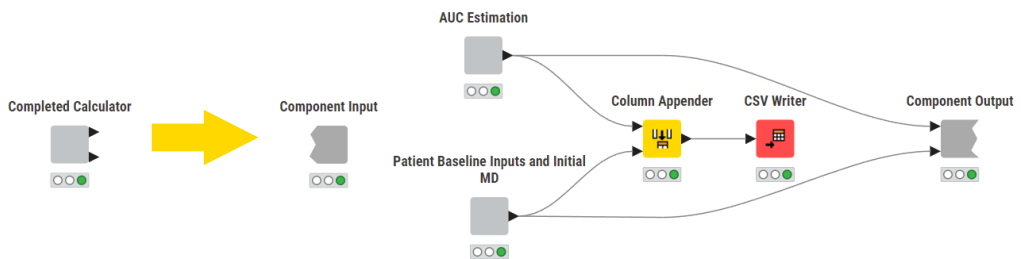 AUC Estimation
Completed Calculator
Component Input
Column Appender
CSV Writer
Component Output
Patient Baseline Inputs and Initial
MD